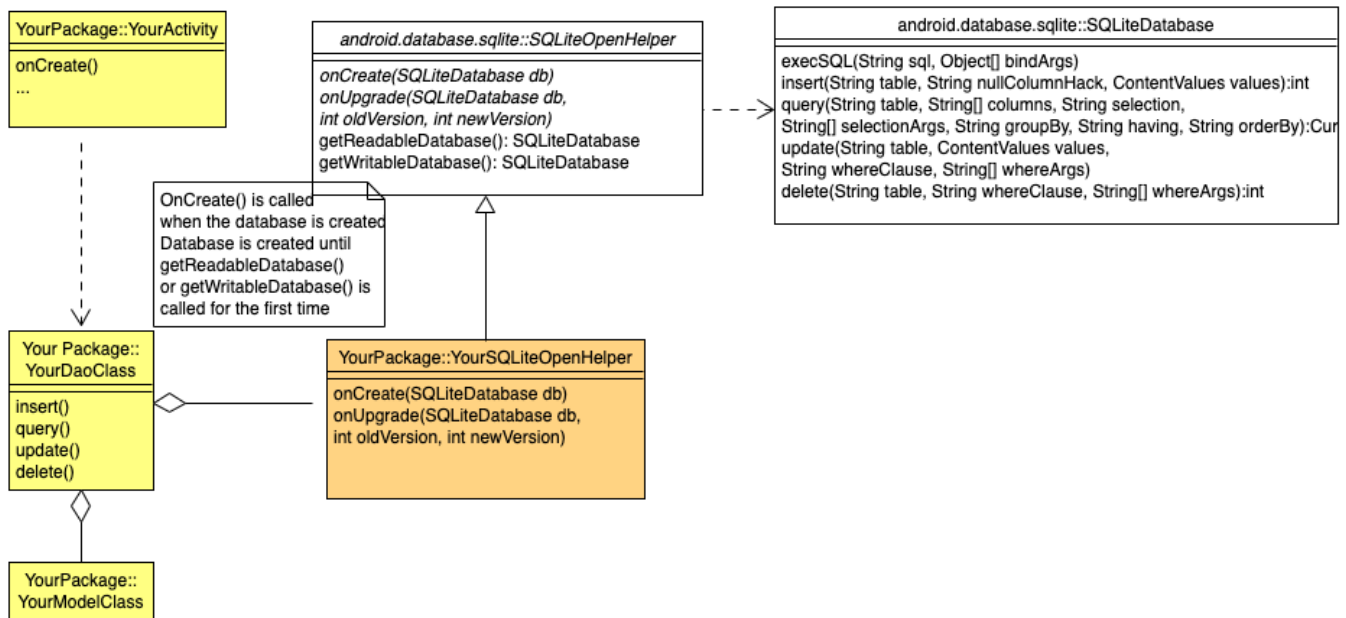 YourPackage::YourActivity
onCreate()
...
android.database.sqlite::SQLiteOpenHelper
onCreate(SQLiteDatabase db)
onUpgrade(SQLiteDatabase db,
int oldVersion, int newVersion)
getReadableDatabase(): SQLiteDatabase
getWritableDatabase(): SQLiteDatabase
android.database.sqlite::SQLiteDatabase
execSQL(String sql, Object[] bindArgs)
insert(String table, String nullColumnHack, ContentValues values):int
query(String table, String[] columns, String selection,
String[] selectionArgs, String groupBy, String having, String orderBy):Cur
update(String table, ContentValues values,
String whereClause, String[] whereArgs)
delete(String table, String whereClause, String[] whereArgs):int
OnCreate() is called
when the database is created
Database is created until
getReadableDatabase()
or getWritableDatabase() is
called for the first time
Your Package::
YourDaoClass
insert()
query()
update()
delete()
YourPackage::YourSQLiteOpenHelper
onCreate(SQLiteDatabase db)
onUpgrade(SQLiteDatabase db,
int oldVersion, int newVersion)
YourPackage::
YourModelClass